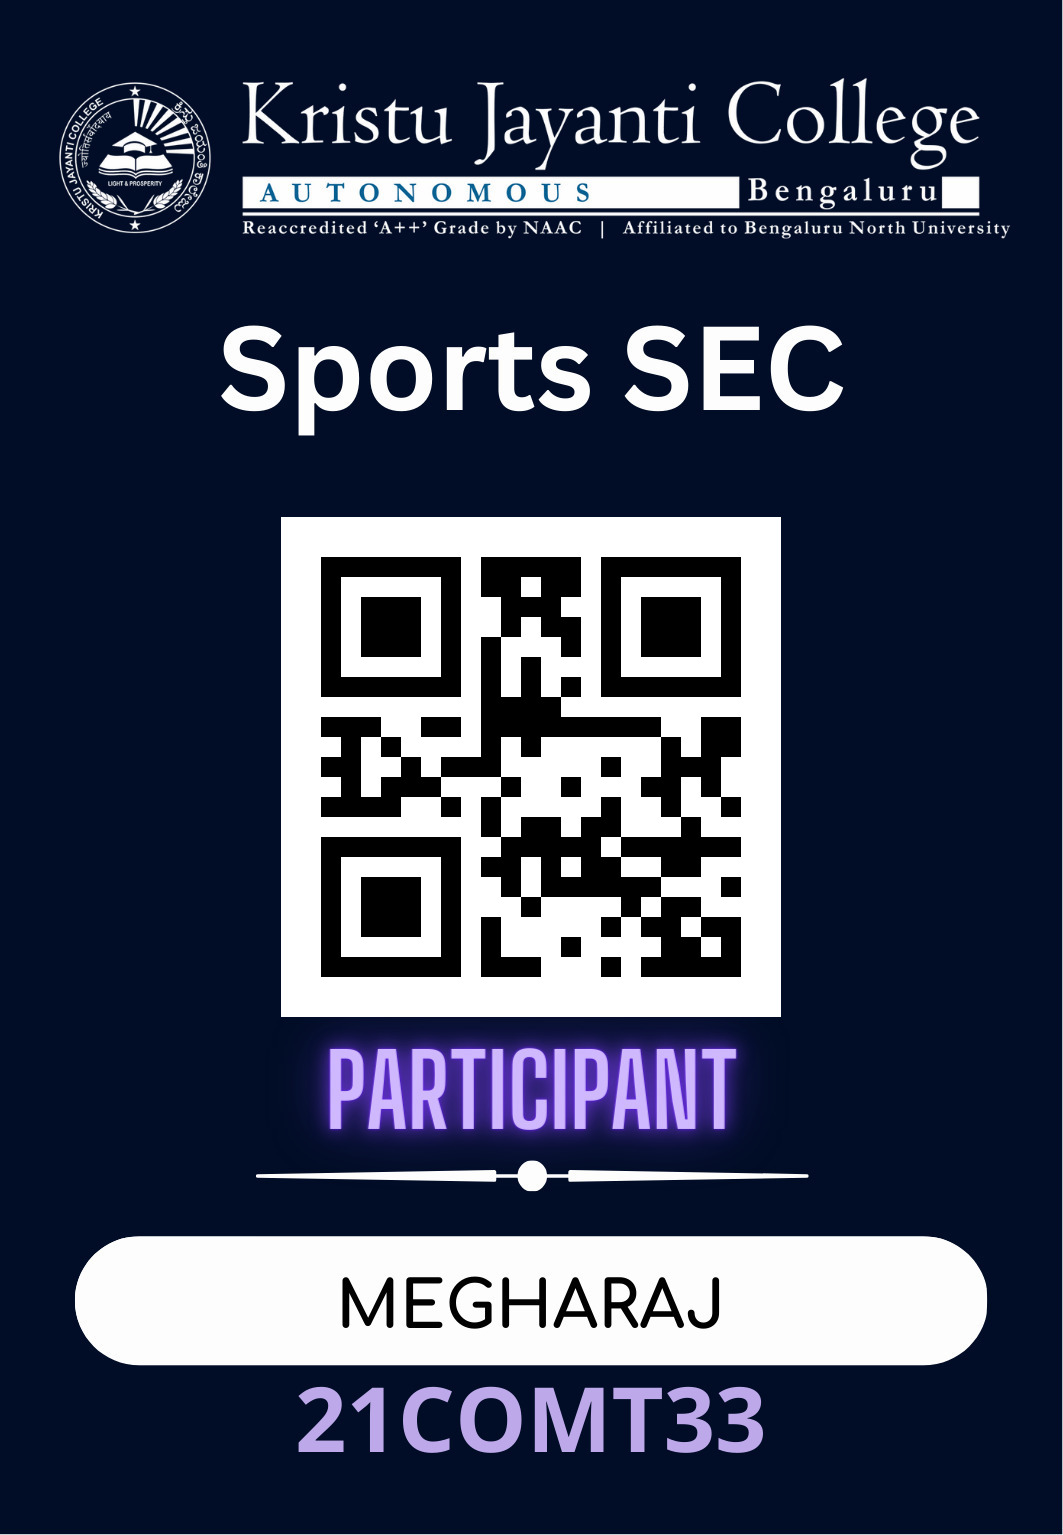 KRISTU JAYANTI COLLEGE
ಕ್ರಿಸ್ತು ಜಯಂತಿ ಕಾಲೇಜು
LIGHT & PROSPERITY
Kristu Jayanti College
AUTONOMOUS Bengaluru
Reaccredited ‘A++’ Grade by NAAC | Affiliated to Bengaluru North University
Sports SEC
PARTICIPANT
MEGHARAJ
21COMT33